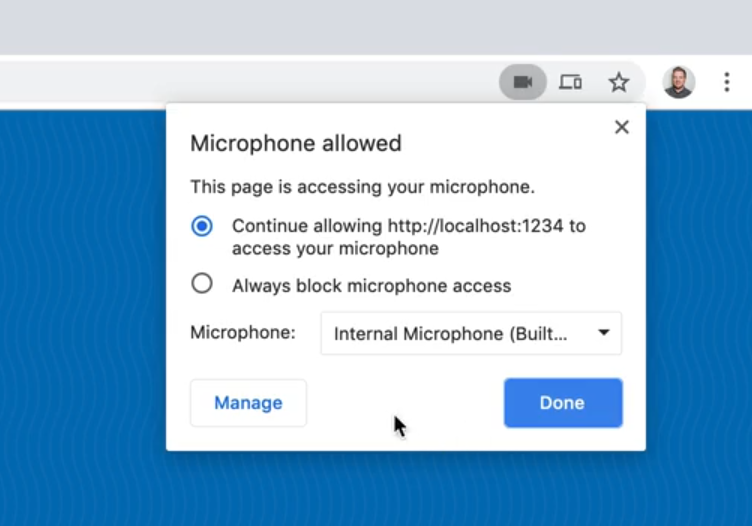 Microphone allowed
This page is accessing your microphone.
Continue allowing http://localhost:1234 to
access your microphone
Always block microphone access
Microphone: Internal Microphone (Built...
Manage Done